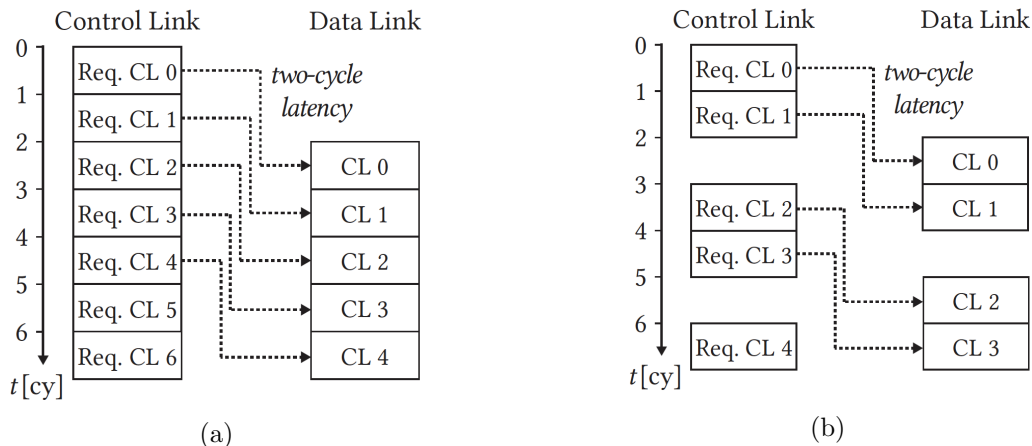 Control Link Data Link
0
Req. CL 0 two-cycle
1 latency
Req. CL 1
2
Req. CL 2 CL 0
3
Req. CL 3 CL 1
4
Req. CL 4 CL 2
5
Req. CL 5 CL 3
6
Req. CL 6 CL 4
t [cy]
(a)
Control Link Data Link
0
Req. CL 0 two-cycle
1 latency
Req. CL 1
2
CL 0
3
Req. CL 2 CL 1
4
Req. CL 3
5
CL 2
6
Req. CL 4 CL 3
t [cy]
(b)